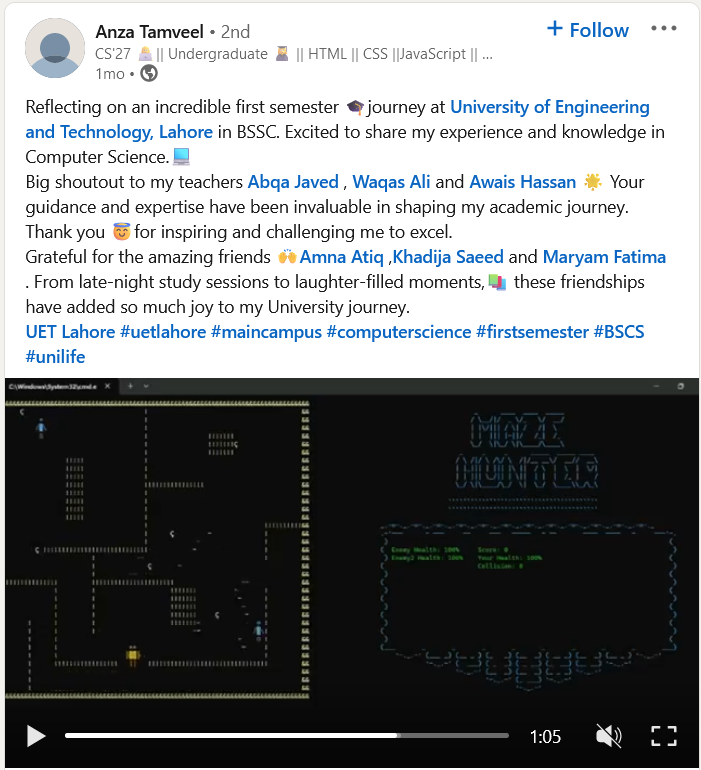 Anza Tamveel • 2nd
+ Follow
CS'27 👩🏼‍💻 || Undergraduate 👩🏼‍🎓 || HTML || CSS ||JavaScript || ...
1mo •
Reflecting on an incredible first semester 🎓journey at University of Engineering
and Technology, Lahore in BSSC. Excited to share my experience and knowledge in
Computer Science.💻
Big shoutout to my teachers Abqa Javed , Waqas Ali and Awais Hassan 🌟 Your
guidance and expertise have been invaluable in shaping my academic journey.
Thank you 😇for inspiring and challenging me to excel.
Grateful for the amazing friends 🙌Amna Atiq ,Khadija Saeed and Maryam Fatima
. From late-night study sessions to laughter-filled moments,📚 these friendships
have added so much joy to my University journey.
UET Lahore #uetlahore #maincampus #computerscience #firstsemester #BSCS
#unilife
C:\Windows\System32\cmd.e
MAZE
HUNTER
Enemy Health: 100% Score: 0
Enemy2 Health: 100% Your Health: 100%
Collision: 0
1:05